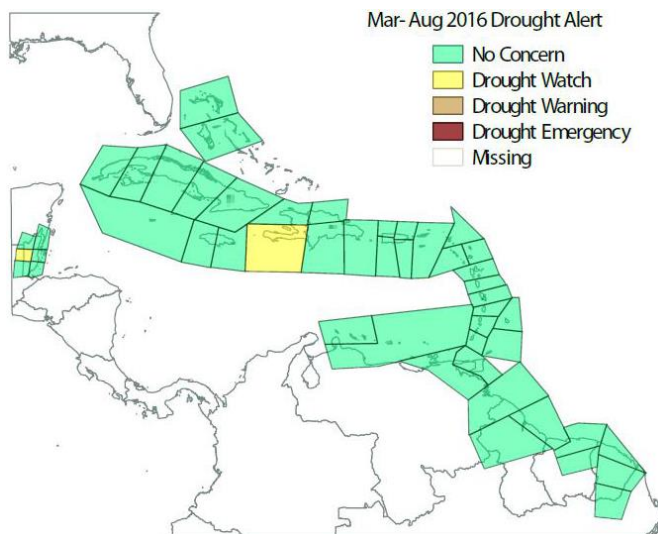 Mar- Aug 2016 Drought Alert
No Concern
Drought Watch
Drought Warning
Drought Emergency
Missing